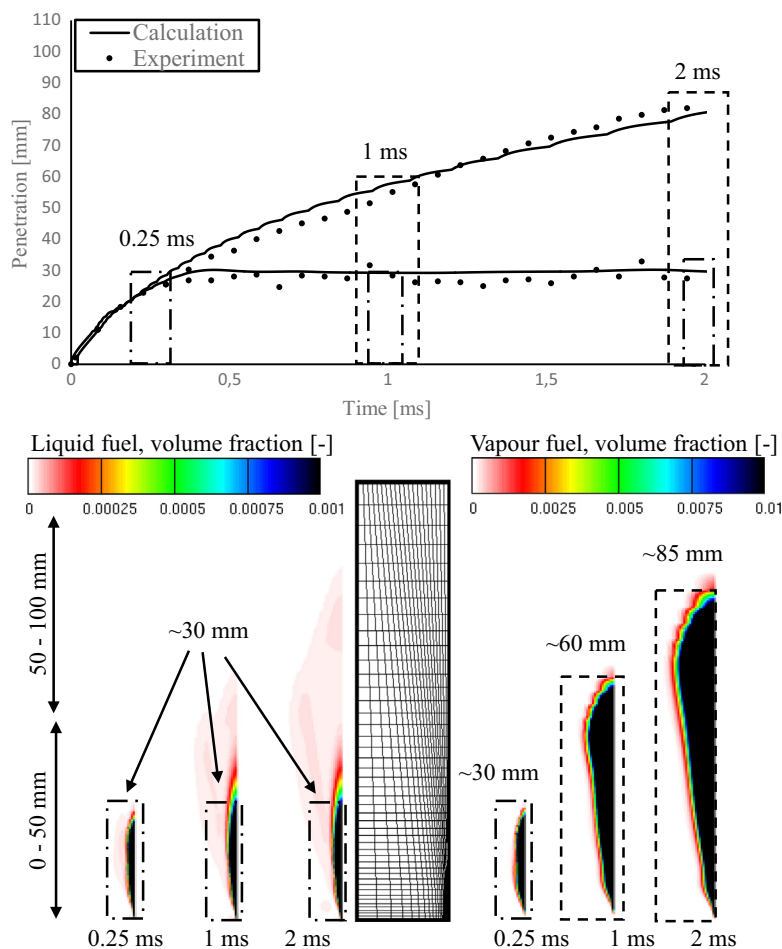 110
100
90
80
70
60
50
40
30
20
10
0
Penetration [mm]
Calculation
Experiment
0.25 ms
1 ms
2 ms
0
0,5
1
1,5
2
Time [ms]
Liquid fuel, volume fraction [-]
0 0.00025 0.0005 0.00075 0.001
Vapour fuel, volume fraction [-]
0 0.0025 0.005 0.0075 0.01
50 - 100 mm
0 - 50 mm
~30 mm
0.25 ms
1 ms
2 ms
~30 mm
~60 mm
~85 mm
0.25 ms
1 ms
2 ms